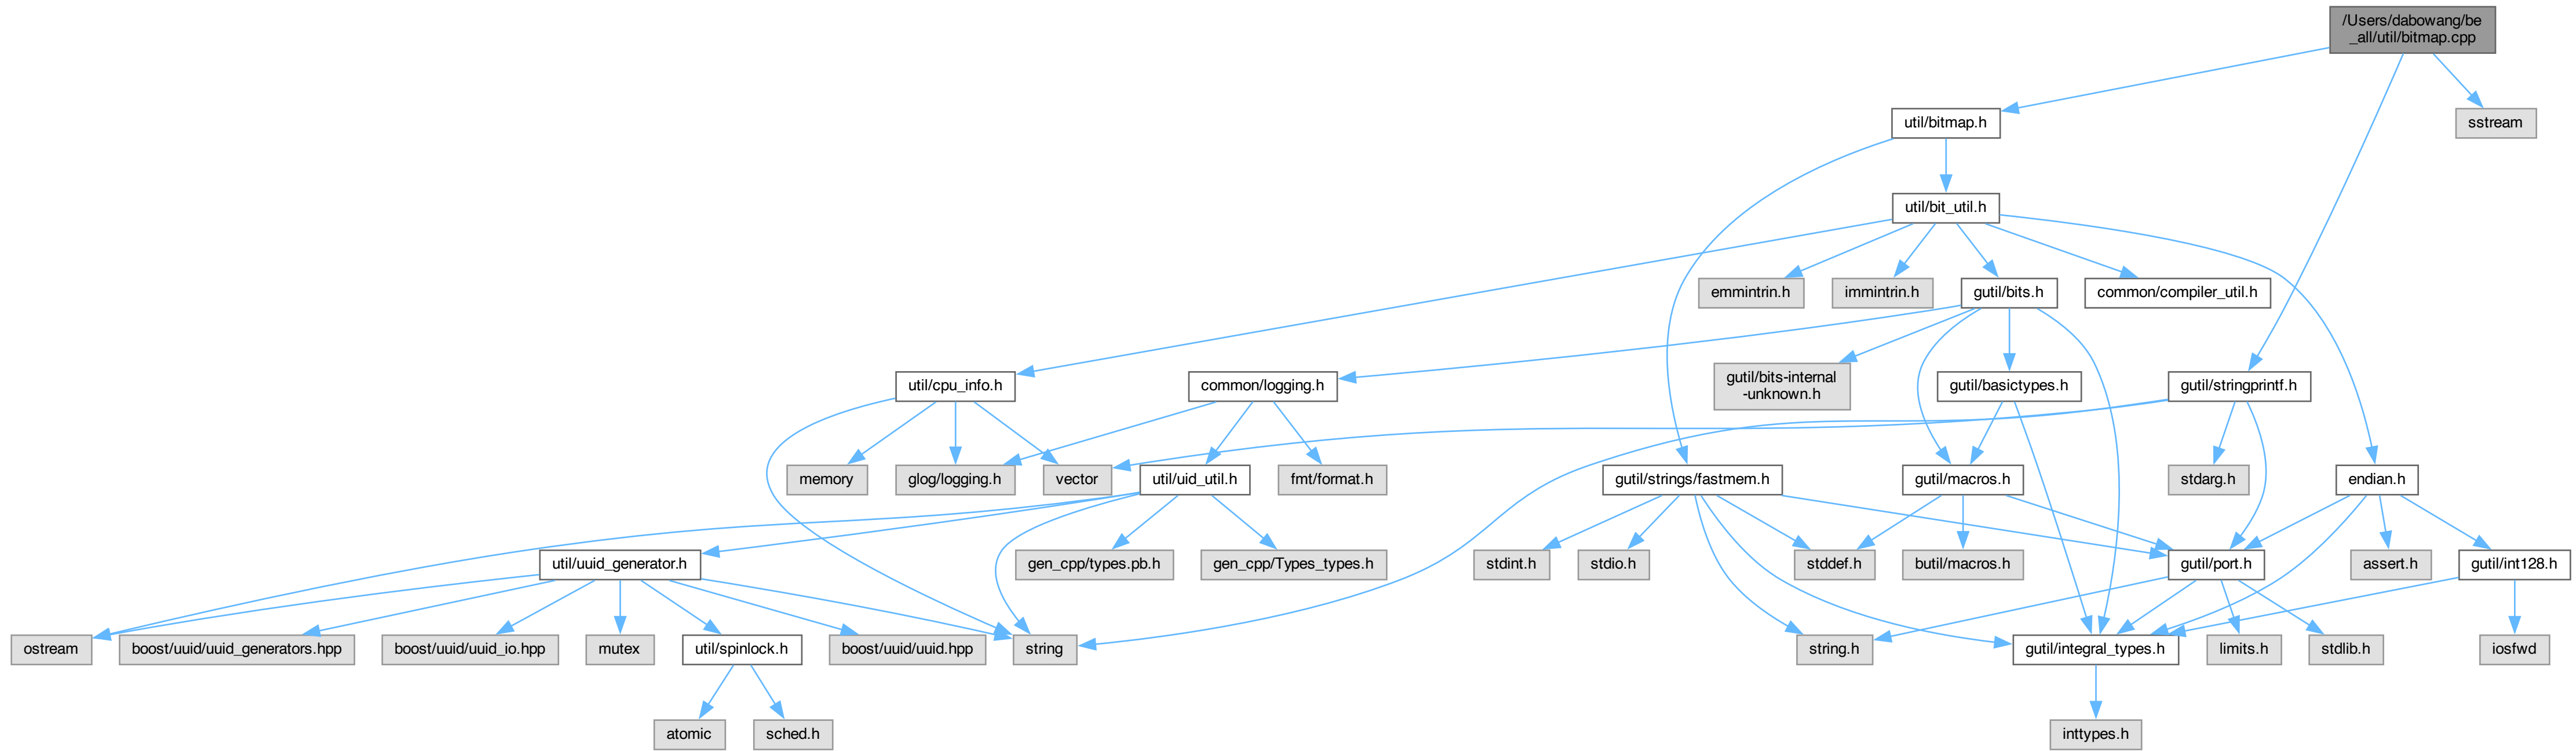 /Users/dabowang/be
_all/util/bitmap.cpp
util/bitmap.h
sstream
util/bit_util.h
emmintrin.h
immintrin.h
gutil/bits.h
common/compiler_util.h
util/cpu_info.h
common/logging.h
gutil/bits-internal
-unknown.h
gutil/basictypes.h
gutil/stringprintf.h
memory
glog/logging.h
vector
util/uid_util.h
fmt/format.h
gutil/strings/fastmem.h
gutil/macros.h
stdarg.h
endian.h
util/uuid_generator.h
gen_cpp/types.pb.h
gen_cpp/Types_types.h
stdint.h
stdio.h
stddef.h
butil/macros.h
gutil/port.h
assert.h
gutil/int128.h
ostream
boost/uuid/uuid_generators.hpp
boost/uuid/uuid_io.hpp
mutex
util/spinlock.h
boost/uuid/uuid.hpp
string
string.h
gutil/integral_types.h
limits.h
stdlib.h
iosfwd
atomic
sched.h
inttypes.h